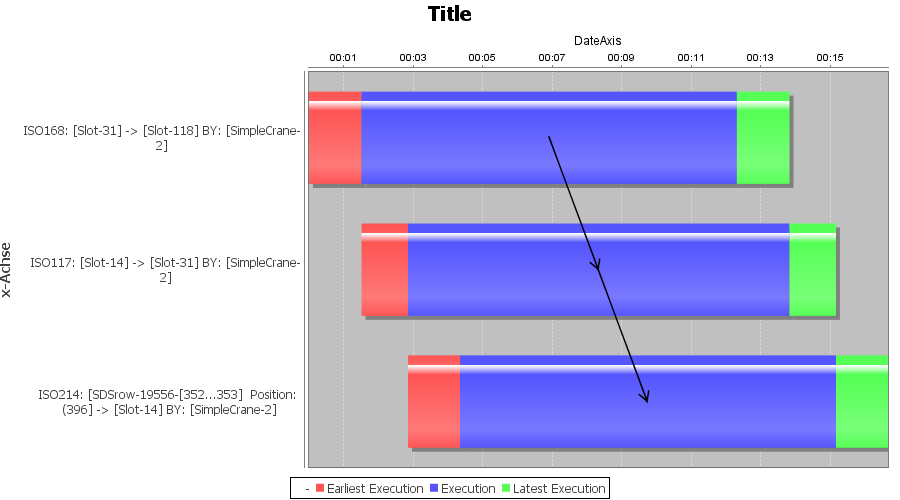 Title
DateAxis
00:01 00:03 00:05 00:07 00:09 00:11 00:13 00:15
x-Achse
ISO168: [Slot-31] -> [Slot-118] BY: [SimpleCrane-
2]
ISO117: [Slot-14] -> [Slot-31] BY: [SimpleCrane-
2]
ISO214: [SDSrow-19556-[352...353] Position:
(396] -> [Slot-14] BY: [SimpleCrane-2]
- Earliest Execution Execution Latest Execution